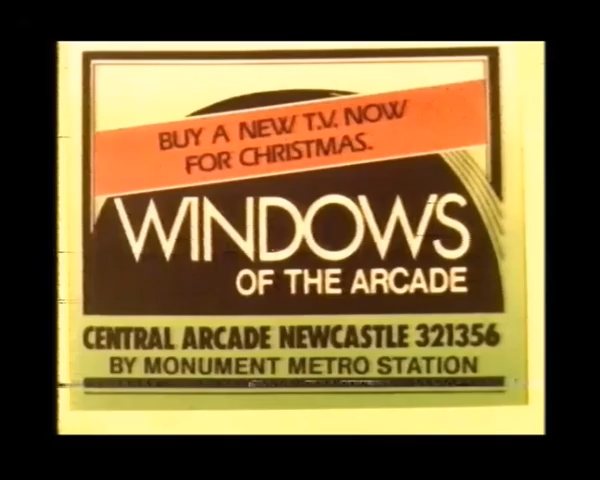 BUY A NEW T.V. NOW
FOR CHRISTMAS.
WINDOWS
OF THE ARCADE
CENTRAL ARCADE NEWCASTLE 321356
BY MONUMENT METRO STATION